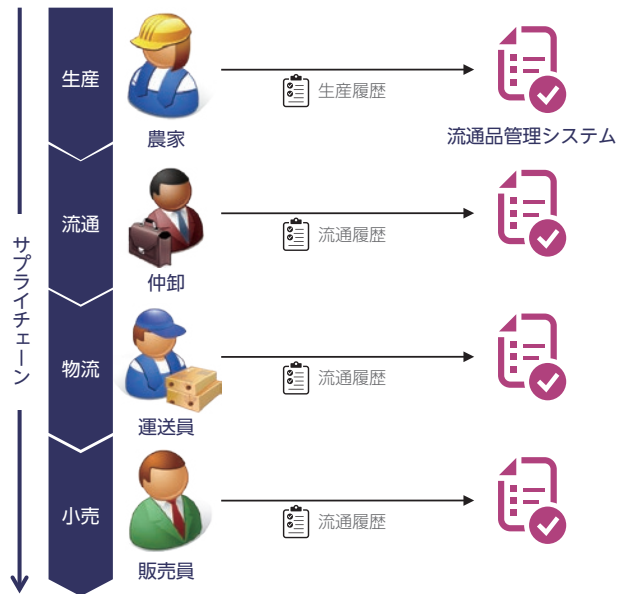 サプライチェーン
生産
農家
生産履歴
流通品管理システム
流通
仲卸
流通履歴
物流
運送員
流通履歴
小売
販売員
流通履歴